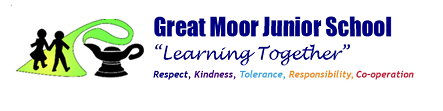 Great Moor Junior School
“Learning Together”
Respect, Kindness, Tolerance, Responsibility, Co-operation